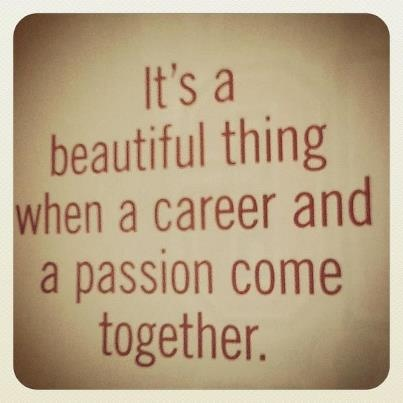 It's a
beautiful thing
when a career and
a passion come
together.